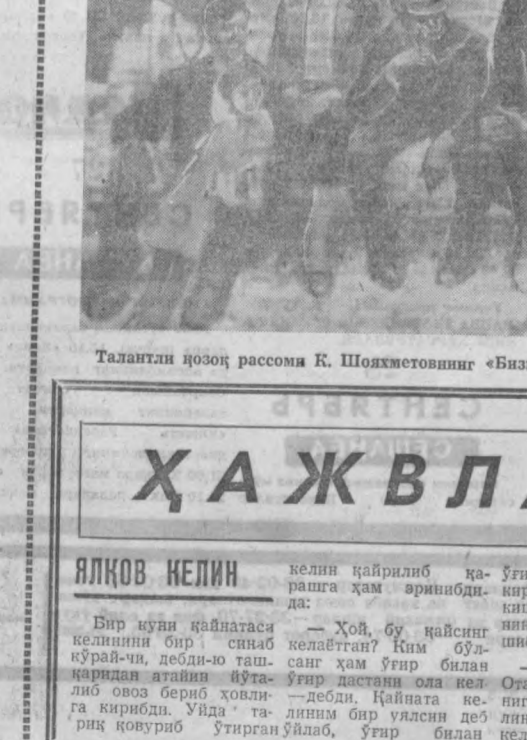 Талантли қозоқ рассоми К. Шояхметовнинг «Биз
ҲАЖВЛ
ЯЛҚОВ КЕЛИН
Бир куни қайнатаси
келинини бир синаб
кўрай-чи, дебди-ю таш-
қаридан атайин йўта-
либ овоз бериб ҳовли-
га кирибди. Уйда та-
риқ қовуриб ўтирган
келин қайрилиб қа-
рашга ҳам эринибди-
да:
— Ҳой, бу қайсинг
келаётган? Ким бўл-
санг ҳам ўғир билан
ўғир дастани ола кел
—дебди. Қайната ке-
линим бир уялсин деб
ўйлаб, ўғир билан